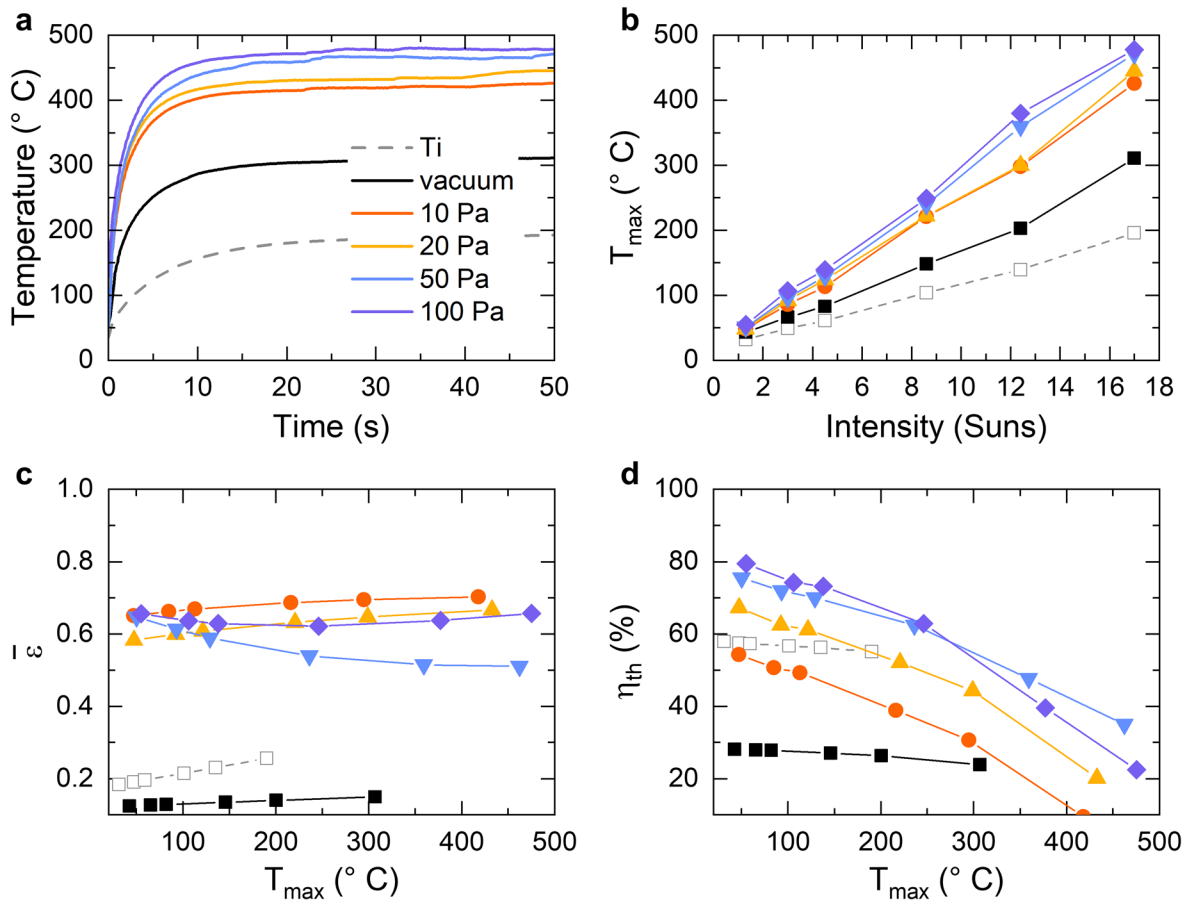 a
500
400
300
200
100
0
Temperature (° C)
0
10
20
30
40
50
Time (s)
Ti
vacuum
10 Pa
20 Pa
50 Pa
100 Pa
b
500
400
300
200
100
0
Tmax (° C)
0
2
4
6
8
10
12
14
16
18
Intensity (Suns)
c
1.0
0.8
0.6
0.4
0.2
ε̅
100
200
300
400
500
Tmax (° C)
d
100
80
60
40
20
ηth (%)
100
200
300
400
500
Tmax (° C)